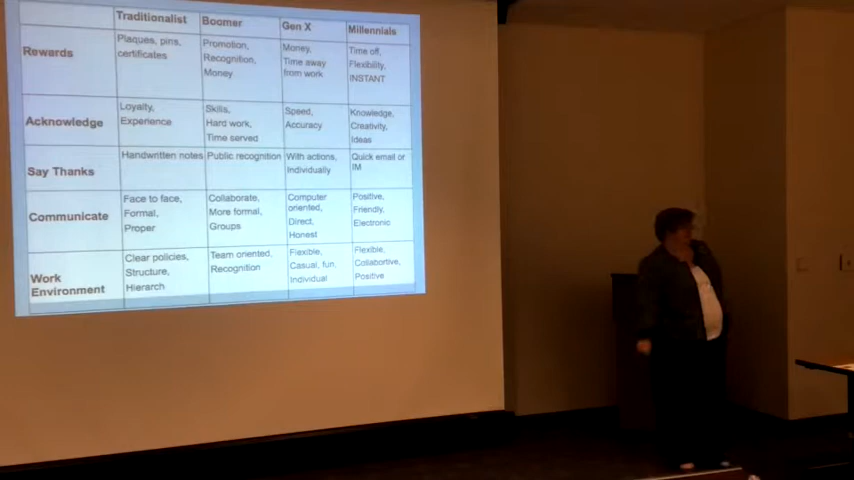 Traditionalist Boomer Gen X Millennials
Rewards
Plaques, pins,
certificates
Promotion,
Recognition,
Money
Money,
Time away
from work
Time off,
Flexibility,
INSTANT
Acknowledge
Loyalty,
Experience
Skills,
Hard work,
Time served
Speed,
Accuracy
Knowledge,
Creativity,
Ideas
Say Thanks
Handwritten notes
Public recognition
With actions,
Individually
Quick email or
IM
Communicate
Face to face,
Formal,
Proper
Collaborate,
More formal,
Groups
Computer
oriented,
Direct,
Honest
Positive,
Friendly,
Electronic
Work
Environment
Clear policies,
Structure,
Hierarch
Team oriented,
Recognition
Flexible,
Casual, fun,
Individual
Flexible,
Collabortive,
Positive